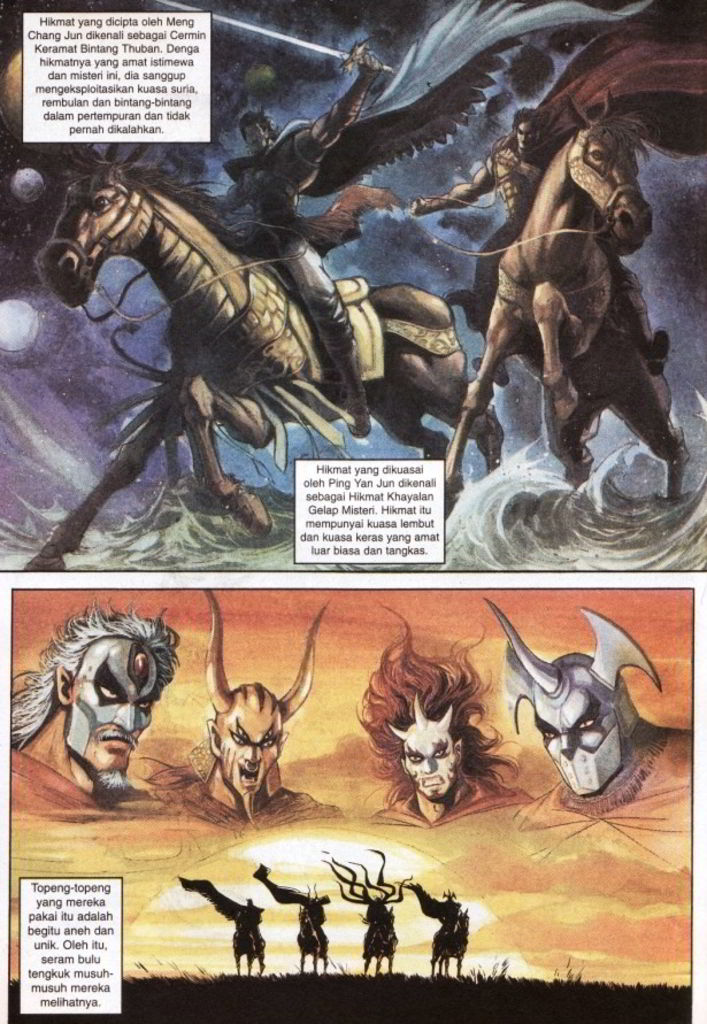 Hikmat yang dicipta oleh Meng
Chang Jun dikenali sebagai Cermin
Keramat Bintang Thuban. Denga
hikmatnya yang amat istimewa
dan misteri ini, dia sanggup
mengeksploitasikan kuasa suria,
rembulan dan bintang-bintang
dalam pertempuran dan tidak
pernah dikalahkan.
Hikmat yang dikuasai
oleh Ping Yan Jun dikenali
sebagai Hikmat Khayalan
Gelap Misteri. Hikmat itu
mempunyai kuasa lembut
dan kuasa keras yang amat
luar biasa dan tangkas.
Topeng-topeng
yang mereka
pakai itu adalah
begitu aneh dan
unik. Oleh itu,
seram bulu
tengkuk musuh-
musuh mereka
melihatnya.